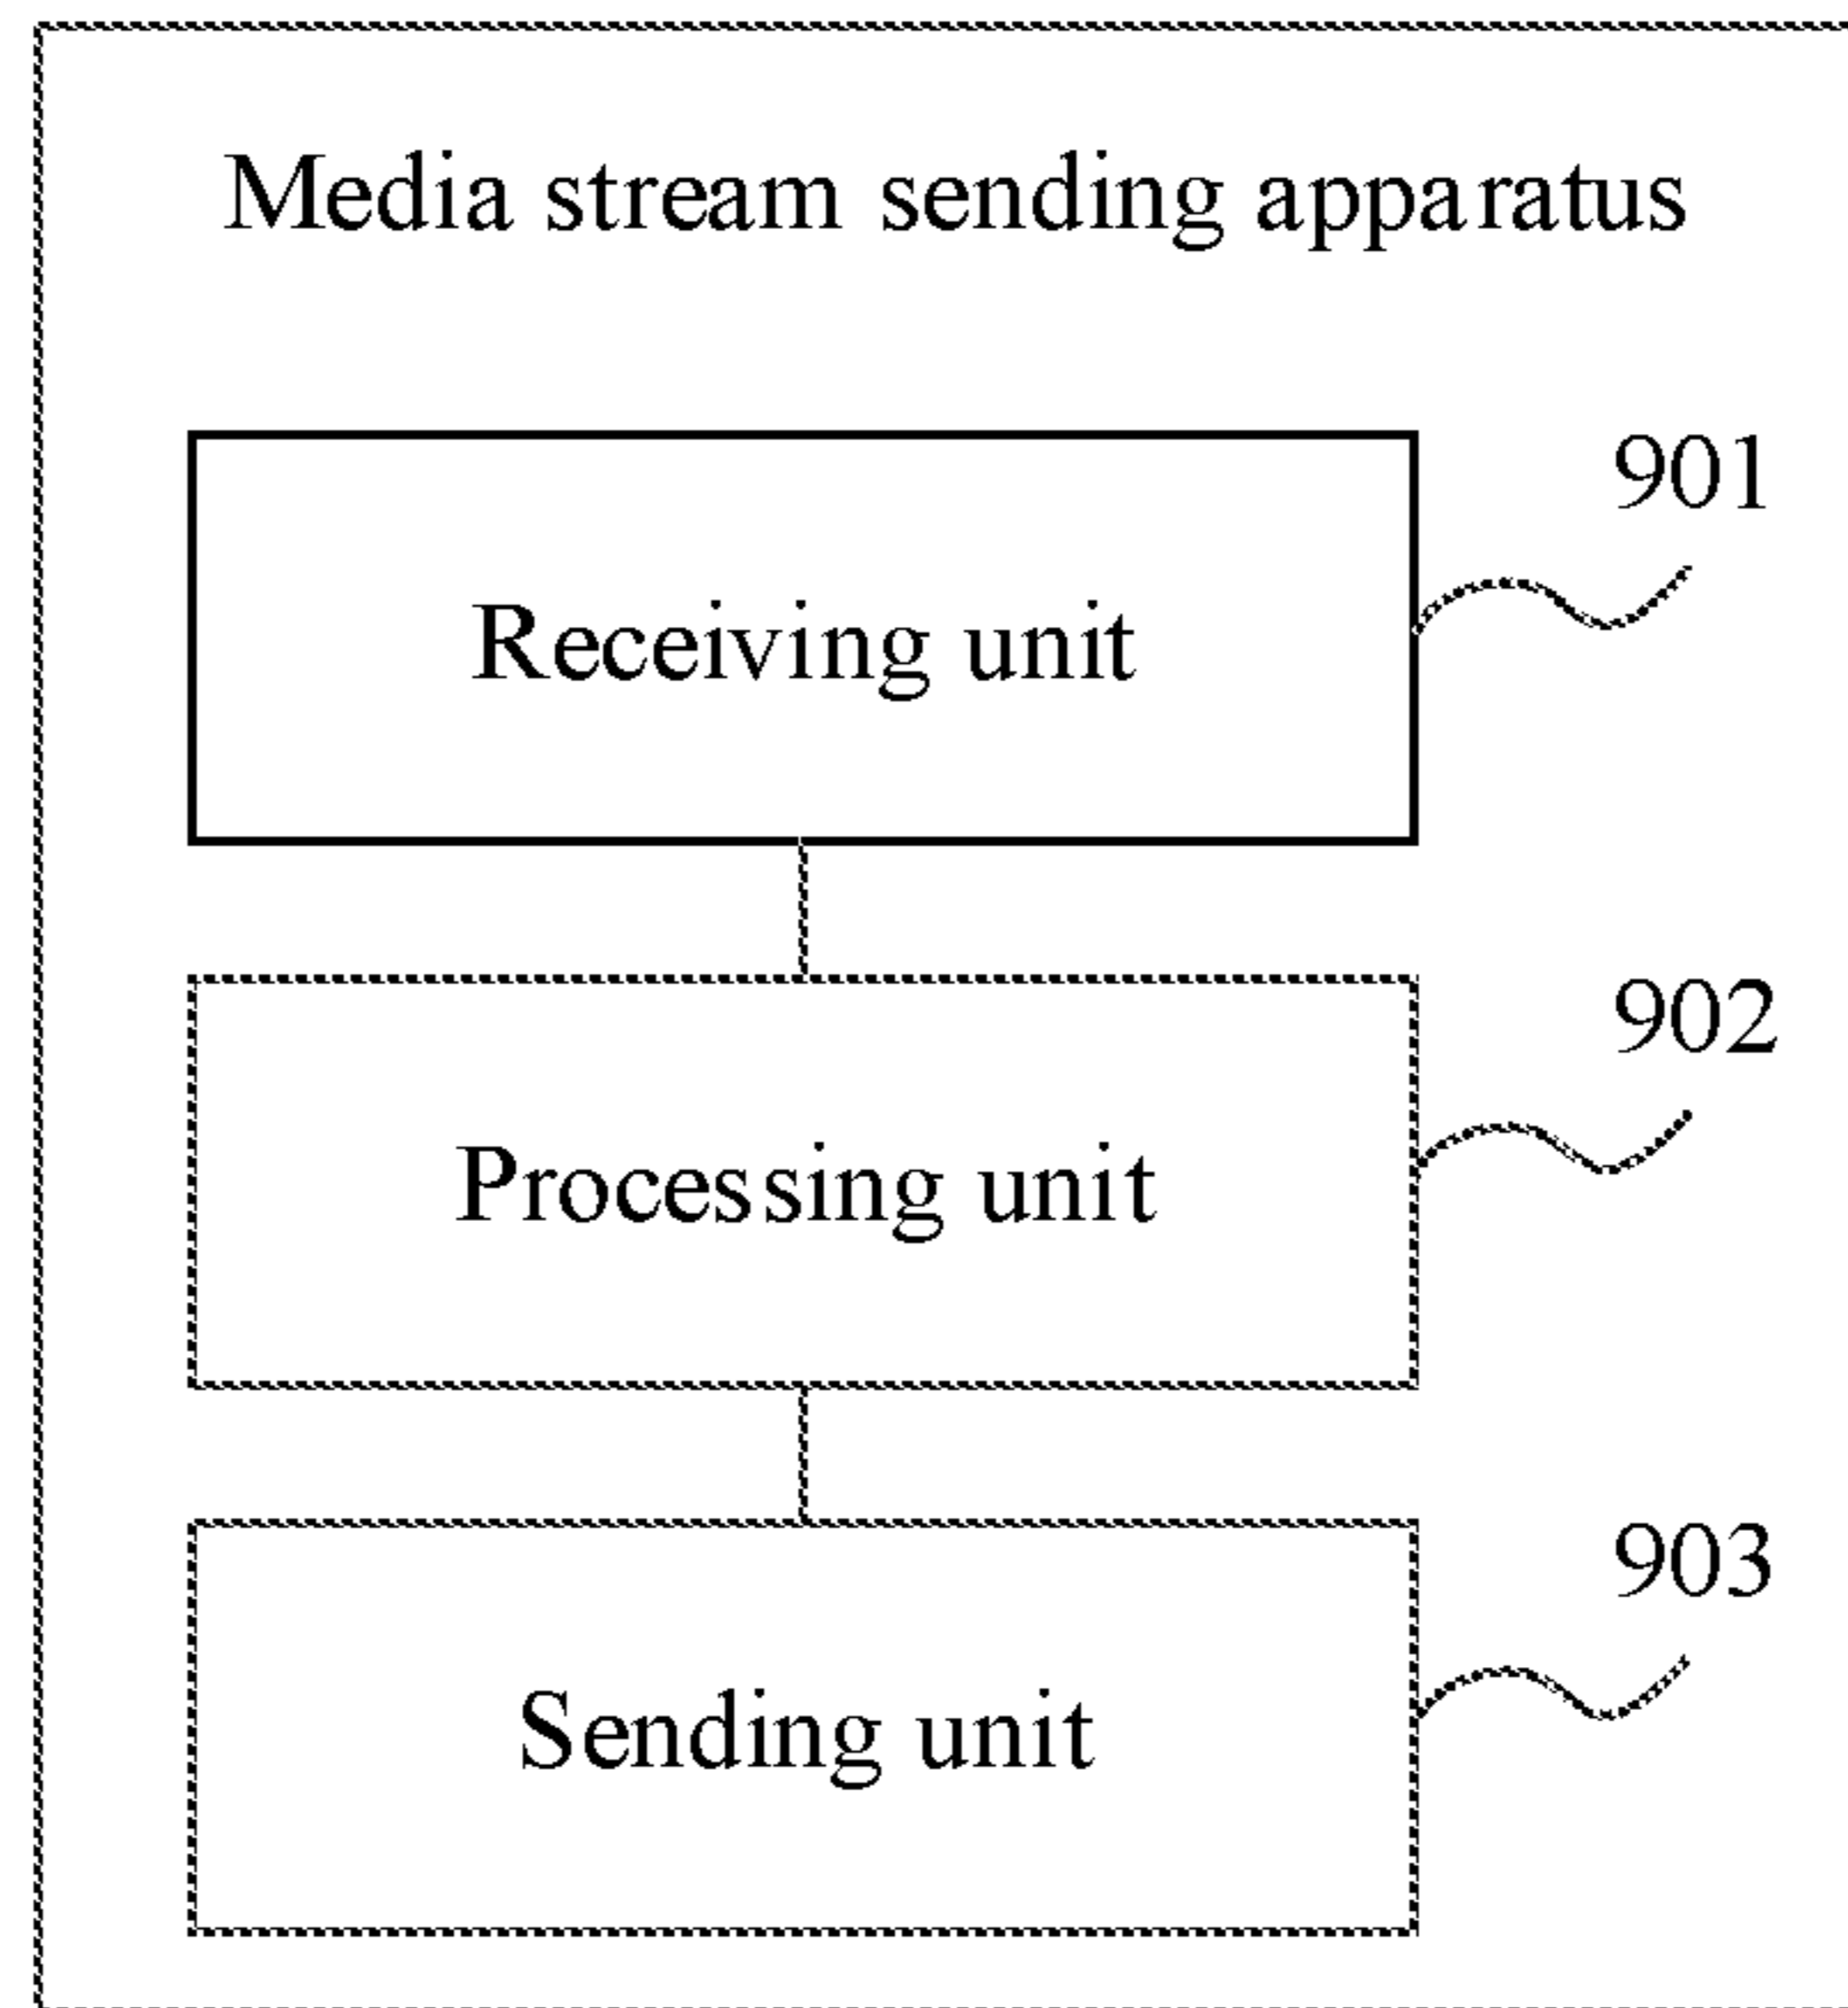 Media stream sending apparatus
901
Receiving unit
902
Processing unit
903
Sending unit